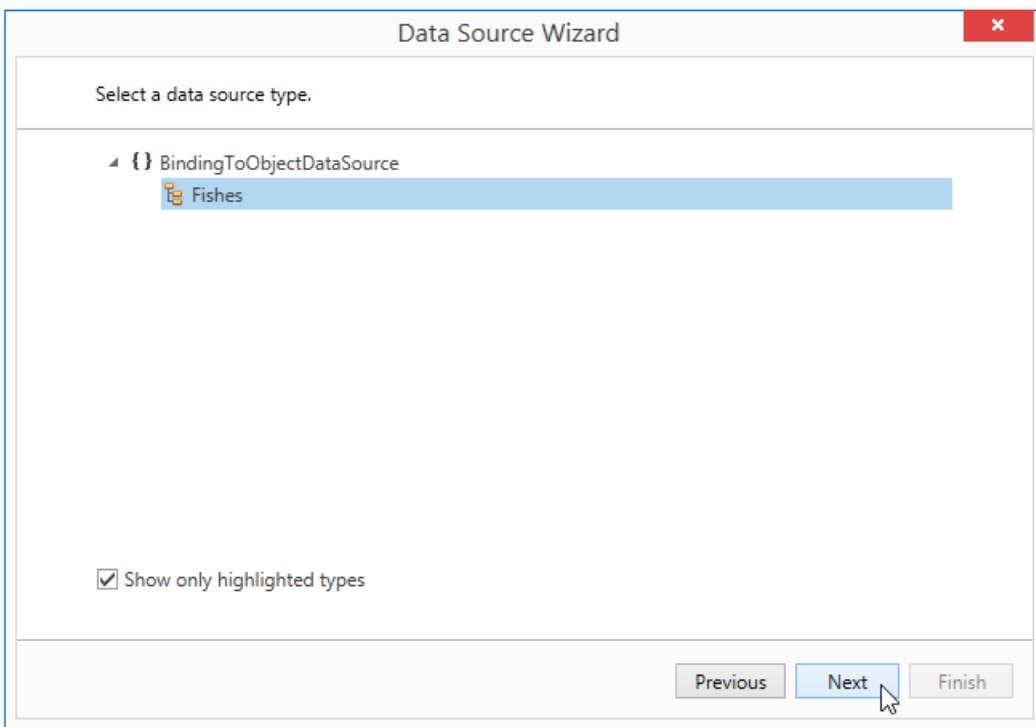 Data Source Wizard
Select a data source type.
{ } BindingToObjectDataSource
Fishes
Show only highlighted types
Previous Next Finish